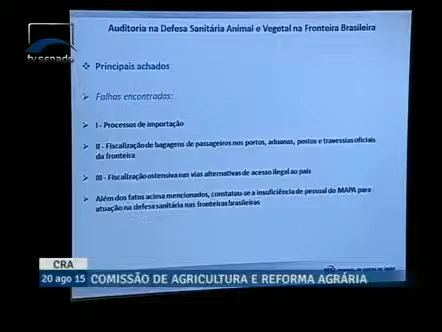 Auditoria na Defesa Sanitária Animal e Vegetal na Fronteira Brasileira
tv senado
❖ Principais achados
➢ Falhas encontradas:
➢ I - Processos de importação
➢ II - Fiscalização de bagagens de passageiros nos portos, aduanas, postos e travessias oficiais
da fronteira
➢ III - Fiscalização ostensiva nas vias alternativas de acesso ilegal ao país
➢ Além dos fatos acima mencionados, constatou-se a insuficiência de pessoal do MAPA para
atuação na defesa sanitária nas fronteiras brasileiras
CRA
20 ago 15 COMISSÃO DE AGRICULTURA E REFORMA AGRÁRIA